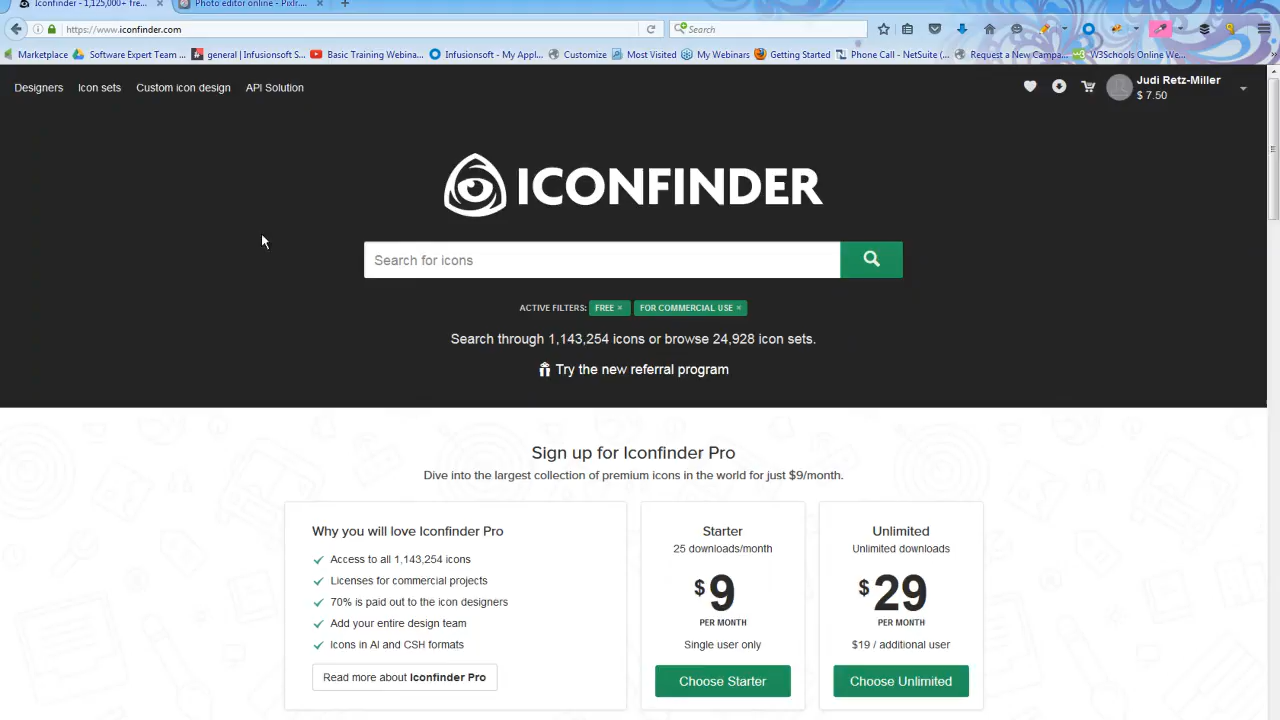 Iconfinder - 1,125,000+ fre...
Photo editor online - Pixlr...
https://www.iconfinder.com
Search
Marketplace
Software Expert Team ...
general | Infusionsoft S...
Basic Training Webina...
Infusionsoft - My Appl...
Customize
Most Visited
My Webinars
Getting Started
Phone Call - NetSuite (...
Request a New Campa...
W3Schools Online We...
Designers
Icon sets
Custom icon design
API Solution
Judi Retz-Miller
$ 7.50
ICONFINDER
Search for icons
ACTIVE FILTERS: FREE × FOR COMMERCIAL USE ×
Search through 1,143,254 icons or browse 24,928 icon sets.
Try the new referral program
Sign up for Iconfinder Pro
Dive into the largest collection of premium icons in the world for just $9/month.
Why you will love Iconfinder Pro
Access to all 1,143,254 icons
Licenses for commercial projects
70% is paid out to the icon designers
Add your entire design team
Icons in AI and CSH formats
Read more about Iconfinder Pro
Starter
25 downloads/month
$ 9
PER MONTH
Single user only
Choose Starter
Unlimited
Unlimited downloads
$ 29
PER MONTH
$19 / additional user
Choose Unlimited